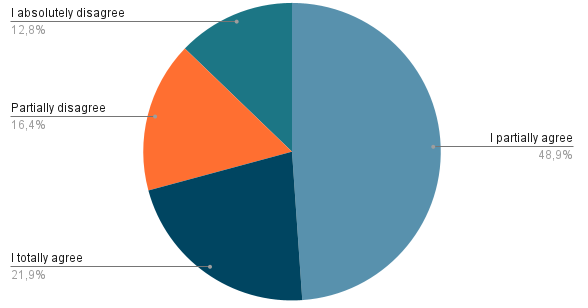 I absolutely disagree
12,8%
Partially disagree
16,4%
I partially agree
48,9%
I totally agree
21,9%